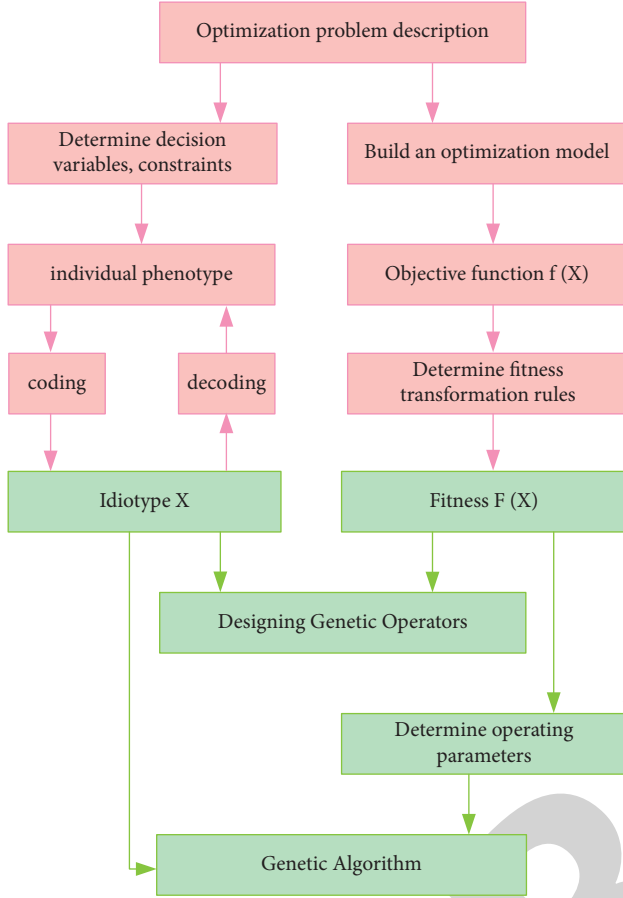 Optimization problem description
Determine decision
variables, constraints
Build an optimization model
individual phenotype
Objective function f (X)
coding
decoding
Determine fitness
transformation rules
Idiotype X
Fitness F (X)
Designing Genetic Operators
Determine operating
parameters
Genetic Algorithm